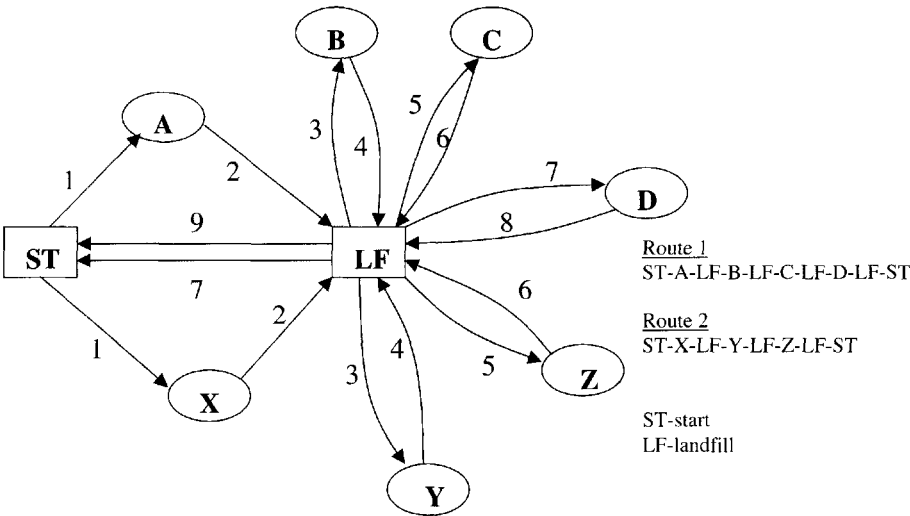 B
C
A
5
3
6
4
1
2
7
D
8
9
ST
LF
Route 1
ST-A-LF-B-LF-C-LF-D-LF-ST
7
6
2
Route 2
ST-X-LF-Y-LF-Z-LF-ST
1
4
5
3
Z
X
ST-start
LF-landfill
Y